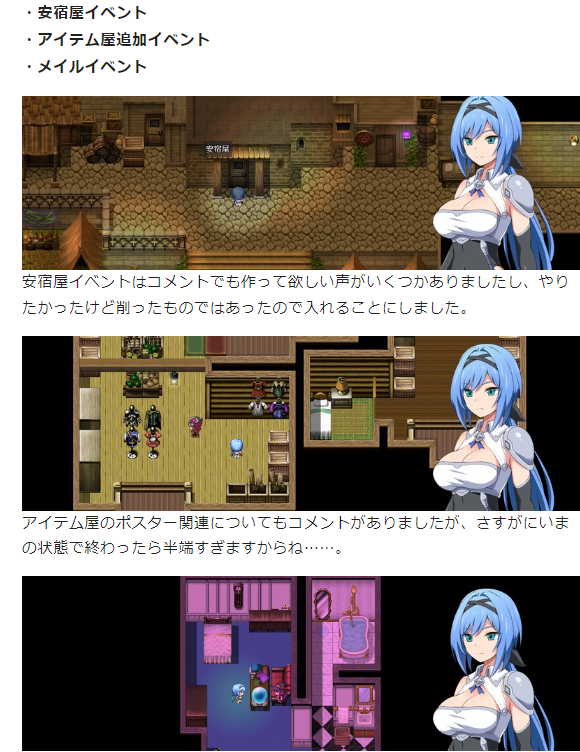 ・安宿屋イベント
・アイテム屋追加イベント
・メイルイベント
安宿屋
安宿屋イベントはコメントでも作って欲しい声がいくつかありましたし、やり
たかったけど削ったものではあったので入れることにしました。
アイテム屋のポスター関連についてもコメントがありましたが、さすがにいま
の状態で終わったら半端すぎますからね……。